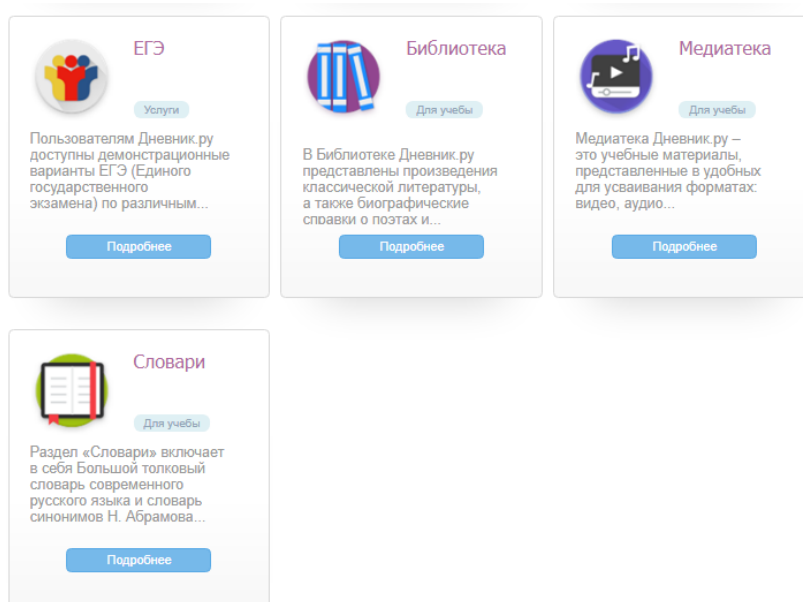 ЕГЭ
Услуги
Пользователям Дневник.ру
доступны демонстрационные
варианты ЕГЭ (Единого
государственного
экзамена) по различным...
Подробнее
Библиотека
Для учебы
В Библиотеке Дневник.ру
представлены произведения
классической литературы,
а также биографические
справки о поэтах и...
Подробнее
Медиатека
Для учебы
Медиатека Дневник.ру –
это учебные материалы,
представленные в удобных
для усваивания форматах:
видео, аудио...
Подробнее
Словари
Для учебы
Раздел «Словари» включает
в себя Большой толковый
словарь современного
русского языка и словарь
синонимов Н. Абрамова...
Подробнее